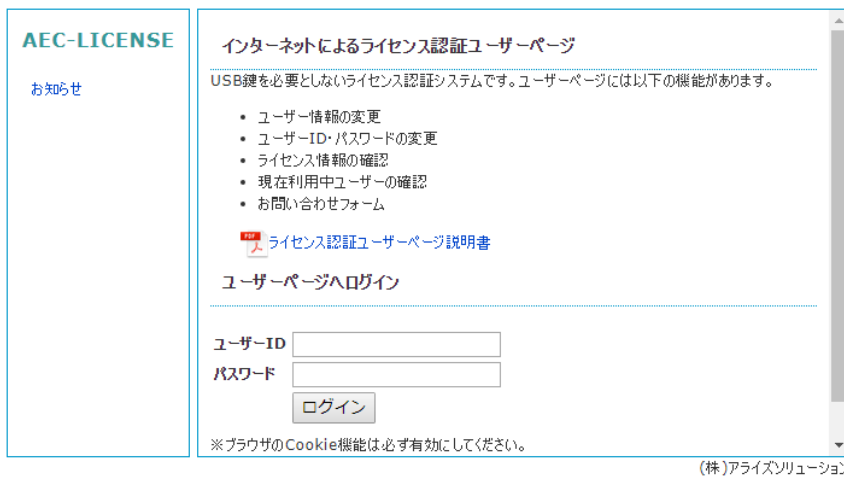 AEC-LICENSE
お知らせ
インターネットによるライセンス認証ユーザーページ
USB鍵を必要としないライセンス認証システムです。ユーザーページには以下の機能があります。
• ユーザー情報の変更
• ユーザーID・パスワードの変更
• ライセンス情報の確認
• 現在利用中ユーザーの確認
• お問い合わせフォーム
PDF
ライセンス認証ユーザーページ説明書
ユーザーページへログイン
ユーザーID
パスワード
ログイン
※ブラウザのCookie機能は必ず有効にしてください。
(株)アライズソリューション